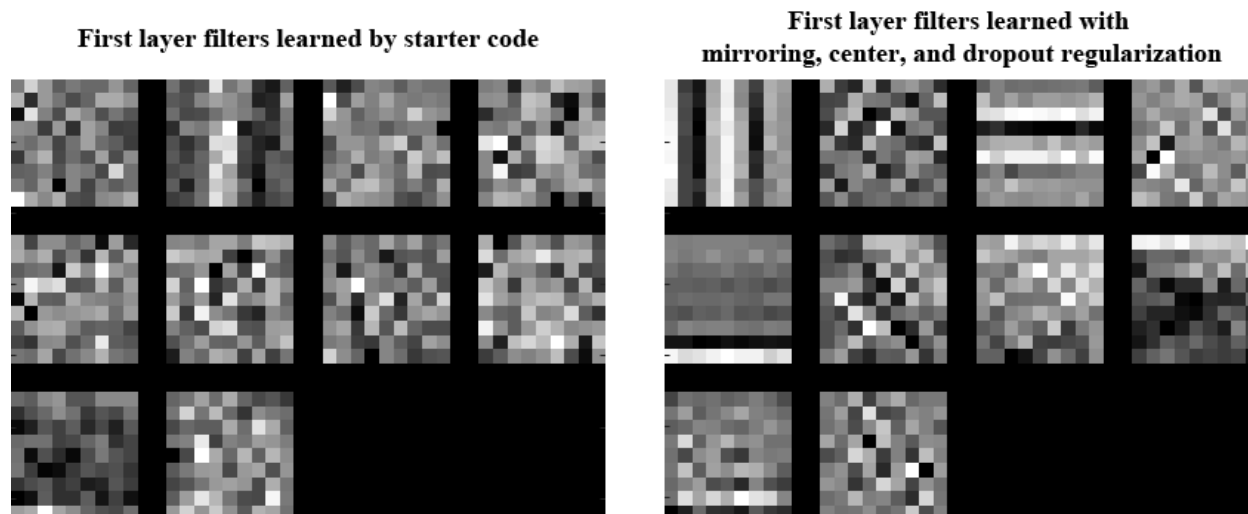 First layer filters learned by starter code
First layer filters learned with
mirroring, center, and dropout regularization